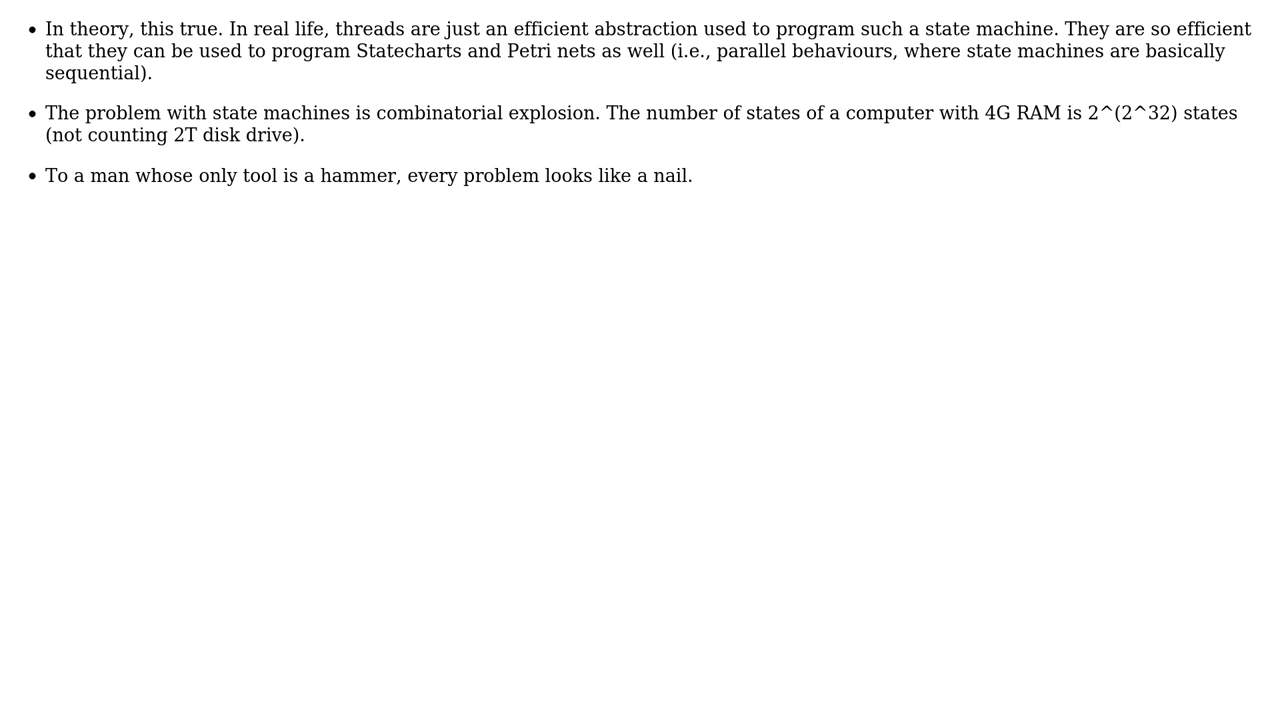 • In theory, this true. In real life, threads are just an efficient abstraction used to program such a state machine. They are so efficient
that they can be used to program Statecharts and Petri nets as well (i.e., parallel behaviours, where state machines are basically
sequential).
• The problem with state machines is combinatorial explosion. The number of states of a computer with 4G RAM is 2^(2^32) states
(not counting 2T disk drive).
• To a man whose only tool is a hammer, every problem looks like a nail.